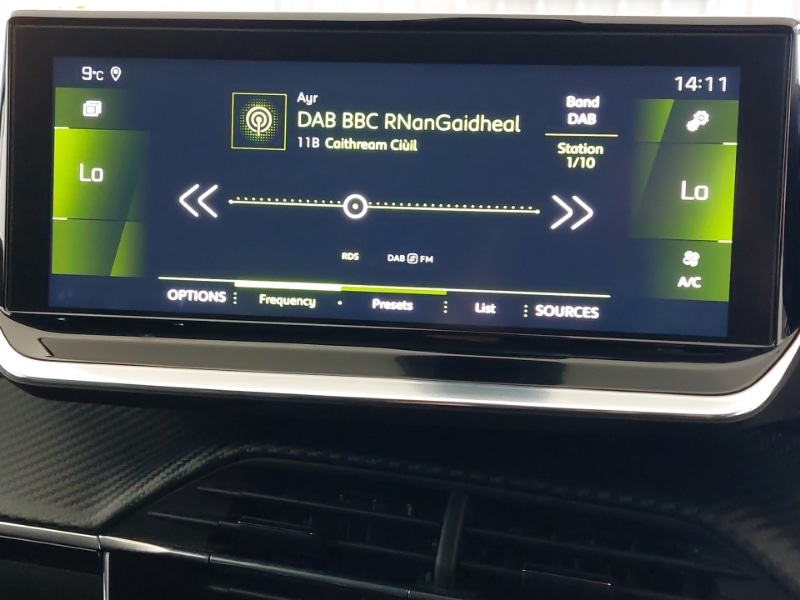 9°C
14:11
Ayr
DAB BBC RNanGaidheal
11B Caithream Ciùil
Band
DAB
Station
1/10
Lo
Lo
A/C
RDS
DAB FM
OPTIONS
Frequency
Presets
List
SOURCES